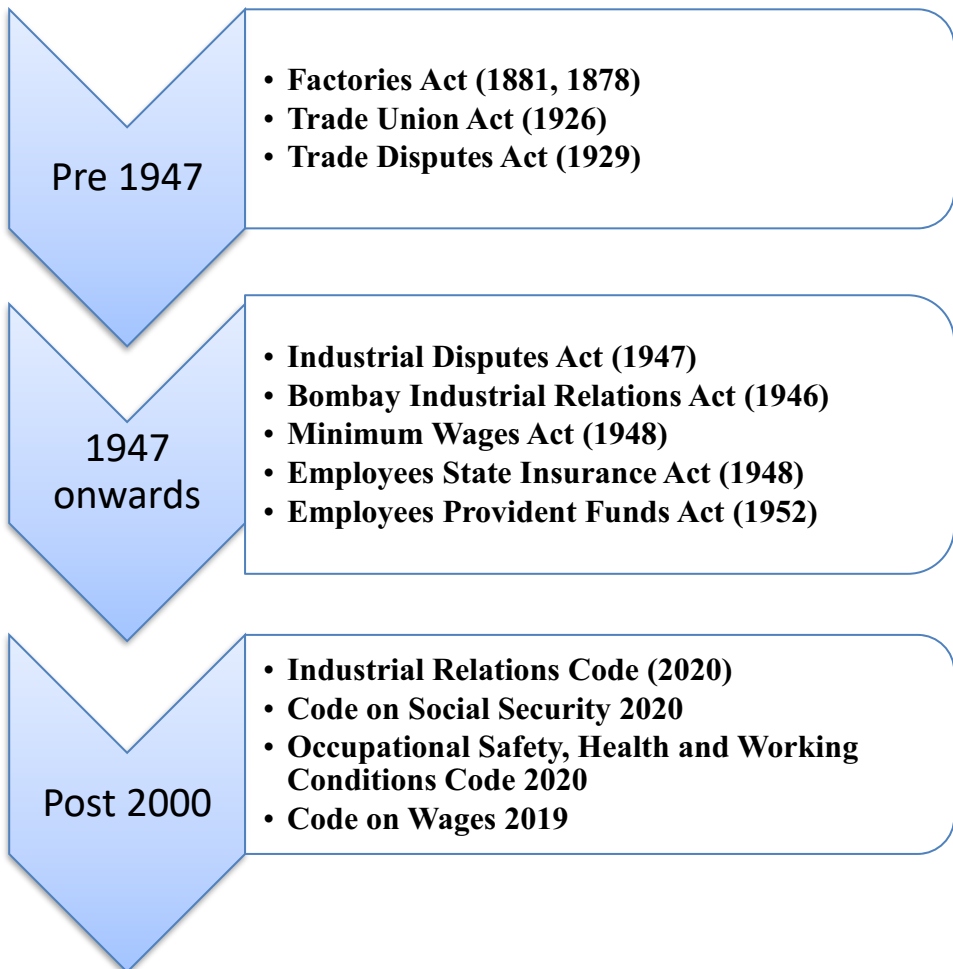 Pre 1947
• Factories Act (1881, 1878)
• Trade Union Act (1926)
• Trade Disputes Act (1929)
1947
onwards
• Industrial Disputes Act (1947)
• Bombay Industrial Relations Act (1946)
• Minimum Wages Act (1948)
• Employees State Insurance Act (1948)
• Employees Provident Funds Act (1952)
Post 2000
• Industrial Relations Code (2020)
• Code on Social Security 2020
• Occupational Safety, Health and Working
Conditions Code 2020
• Code on Wages 2019